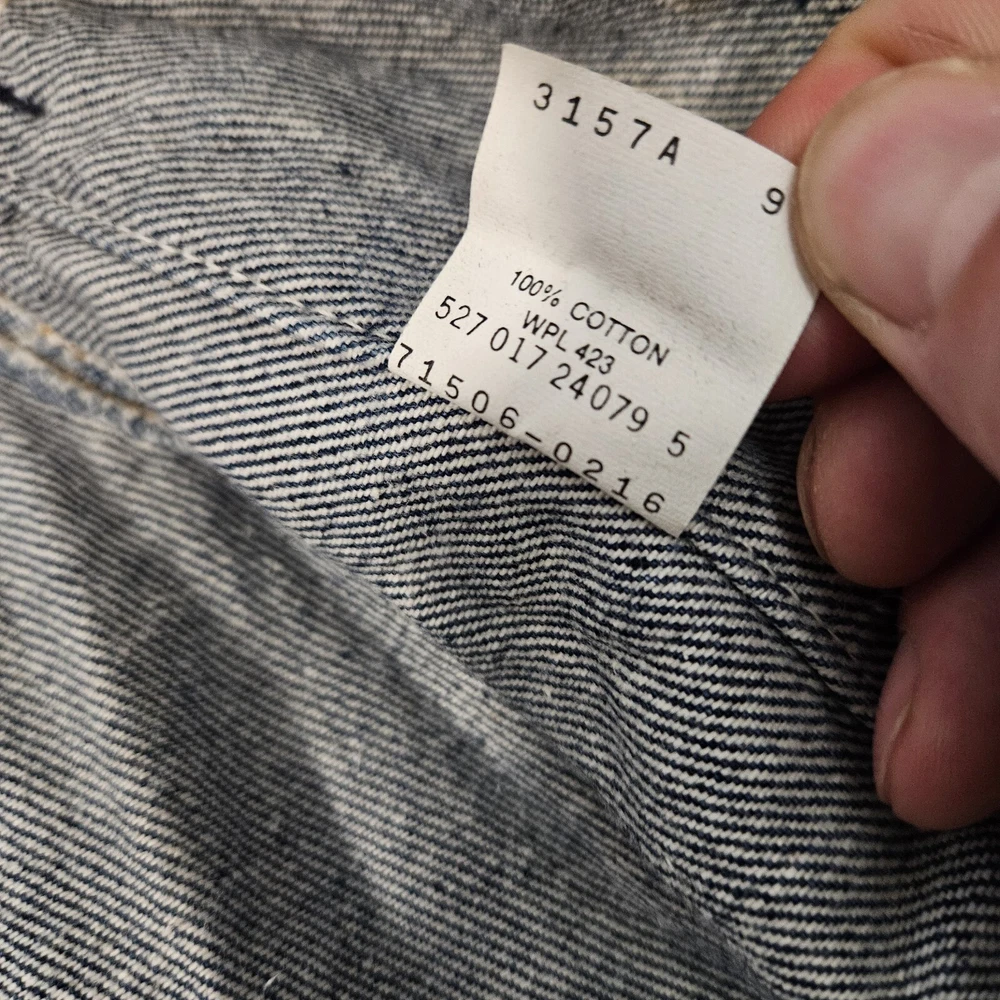 3157A 9
100% COTTON
WPL 423
527 017 24079 5
71506-0216